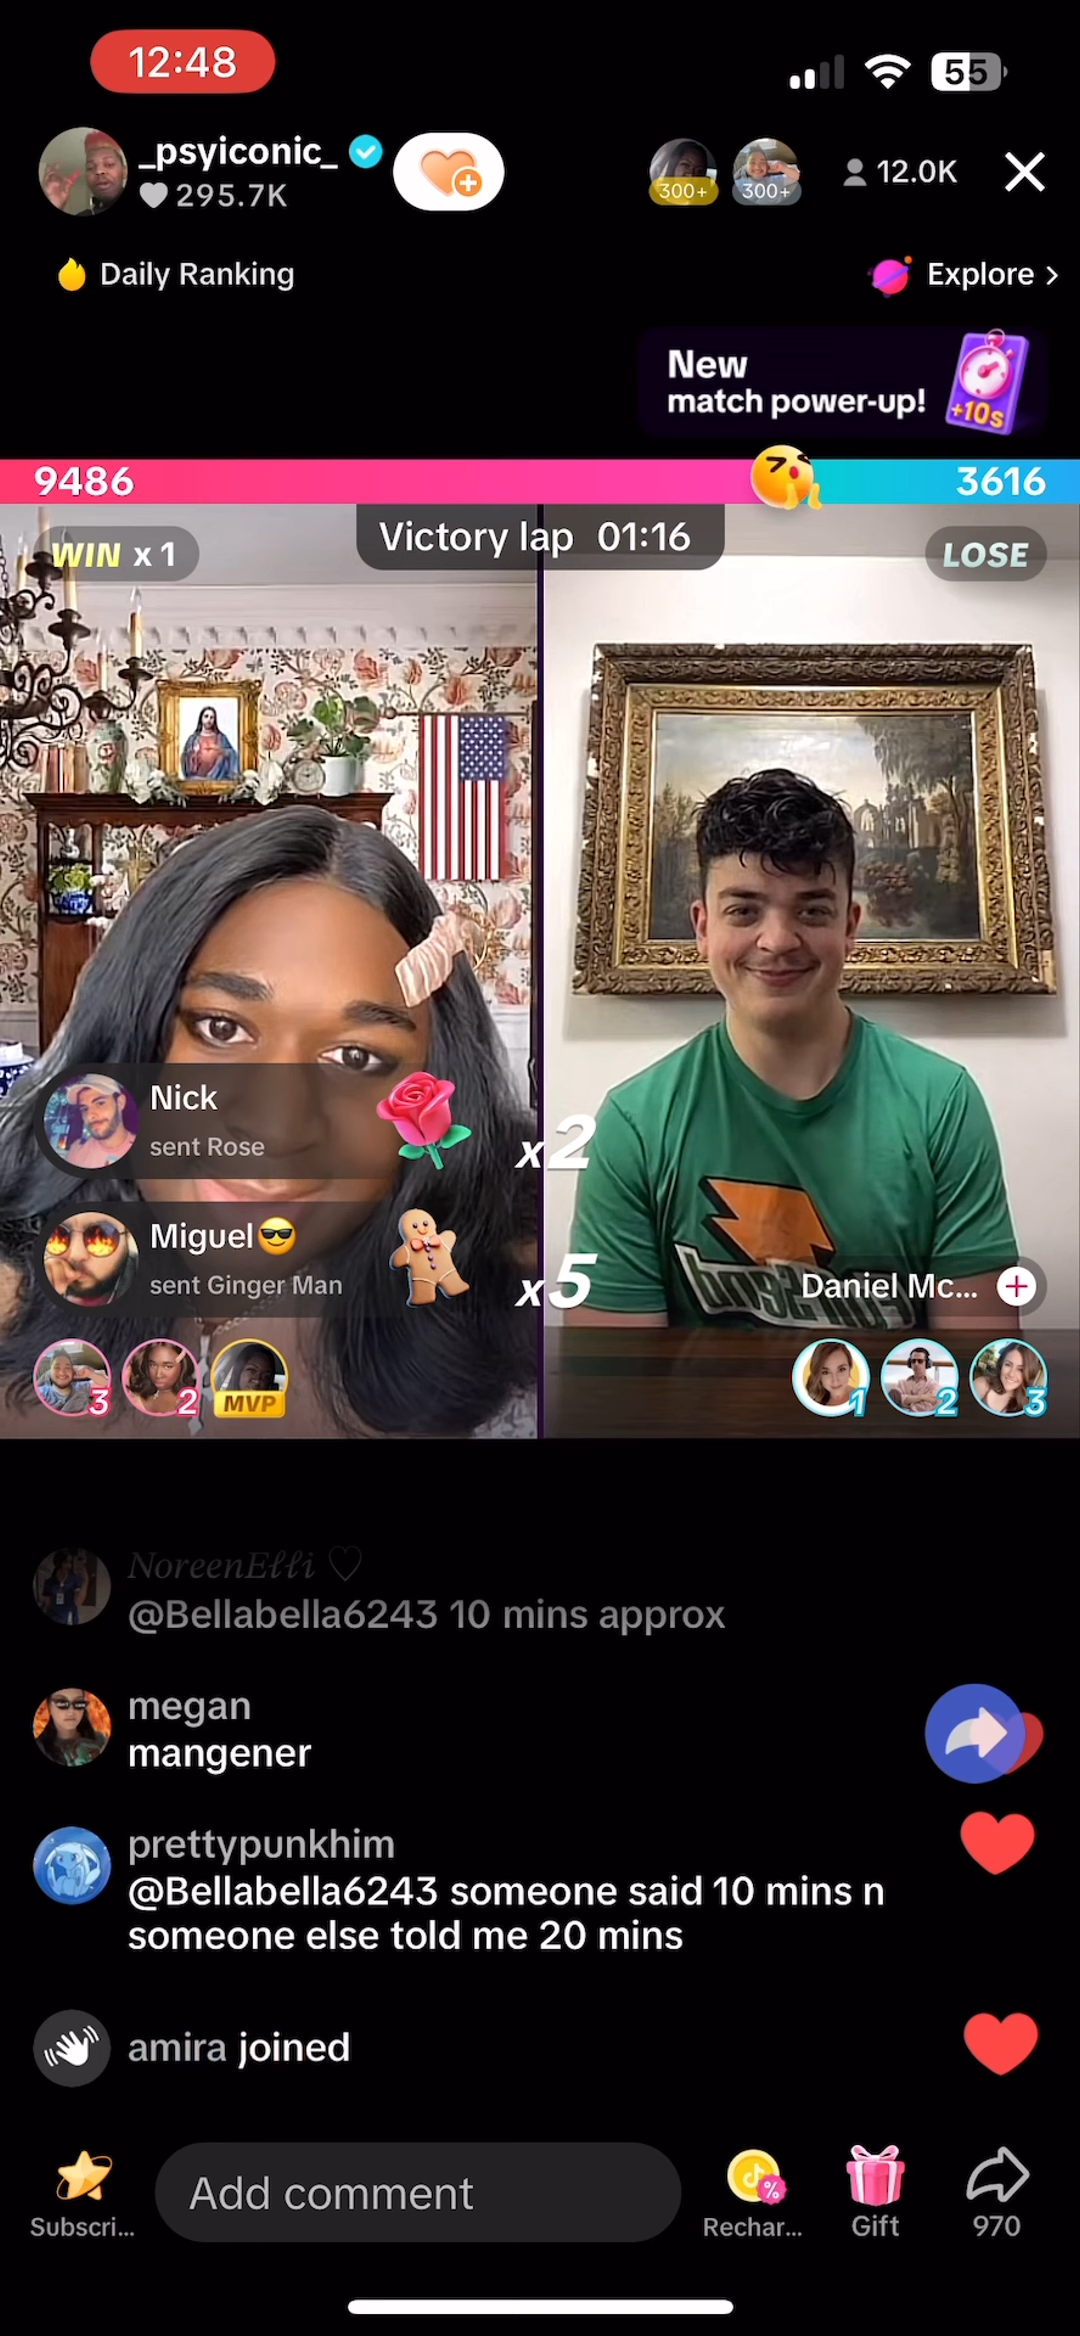 12:48
55
_psyiconic_
295.7K
300+
300+
12.0K
Daily Ranking
Explore >
New
match power-up!
+10s
9486
3616
Victory lap 01:16
WIN x 1
LOSE
Nick
sent Rose
x2
Miguel😎
sent Ginger Man
x5
Daniel Mc...
3
2
MVP
1
2
3
NoreenEℓℓi ♡
@Bellabella6243 10 mins approx
megan
mangener
prettypunkhim
@Bellabella6243 someone said 10 mins n
someone else told me 20 mins
amira joined
Add comment
Subscri...
Rechar...
Gift
970